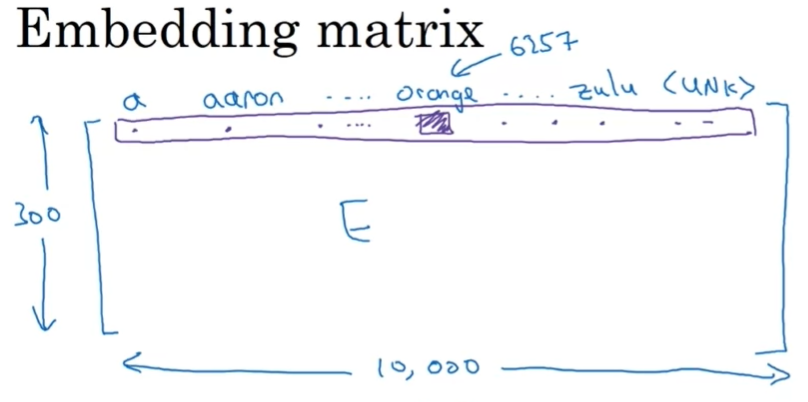 Embedding matrix
6257
a aaron .... orange ..... zulu <UNK>
300
E
10,000